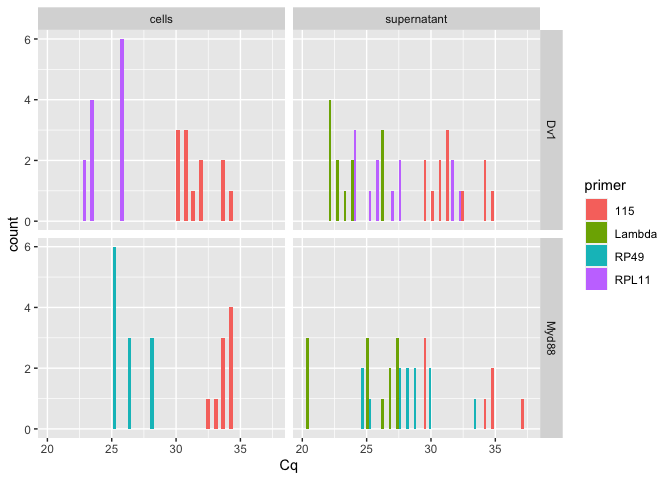 cells supernatant
6
4
2
0
Dv1
6
4
2
0
Myd88
count
20 25 30 35 20 25 30 35
Cq
primer
115
Lambda
RP49
RPL11